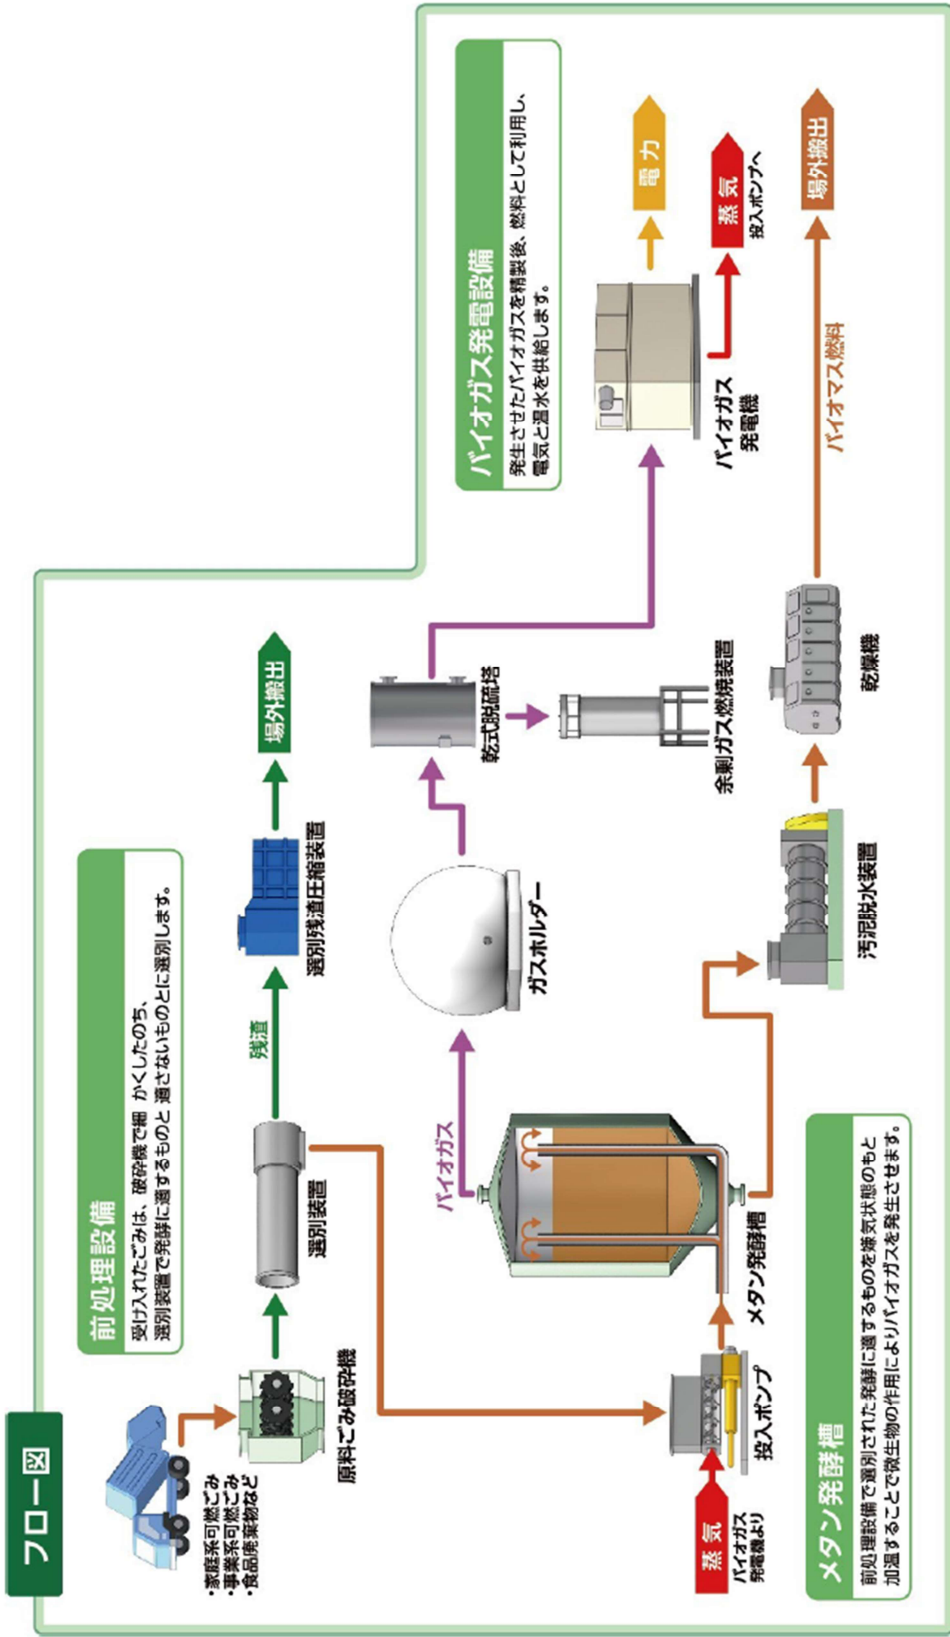 フロー図
前処理設備
受け入れたごみは、破砕機で細 かくしたのち、
選別装置で発酵に適するものと 適さないものとに選別します。
・家庭系可燃ごみ
・事業系可燃ごみ
・食品廃棄物など
原料ごみ破砕機
選別装置
残渣
選別残渣圧縮装置
場外搬出
バイオガス
ガスホルダー
乾式脱硫塔
余剰ガス燃焼装置
バイオガス発電設備
発生させたバイオガスを精製後、燃料として利用し、
電気と温水を供給します。
バイオガス
発電機
電力
蒸気
投入ポンプへ
蒸気
バイオガス
発電機より
投入ポンプ
メタン発酵槽
汚泥脱水装置
乾燥機
バイオマス燃料
場外搬出
メタン発酵槽
前処理設備で選別された発酵に適するものを嫌気状態のもと
加温することで微生物の作用によりバイオガスを発生させます。